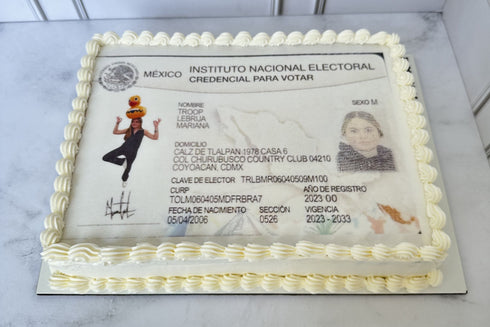 MÉXICO INSTITUTO NACIONAL ELECTORAL
CREDENCIAL PARA VOTAR
NOMBRE
SEXO M
TROOP
LEBRIJA
MARIANA
DOMICILIO
CALZ DE TLALPAN 1978 CASA 6
COL CHURUBUSCO COUNTRY CLUB 04210
COYOACAN, CDMX
CLAVE DE ELECTOR TRLBMR06040509M100
CURP AÑO DE REGISTRO
TOLM060405MDFRBRA7 2023 00
FECHA DE NACIMIENTO SECCIÓN VIGENCIA
05/04/2006 0526 2023 - 2033